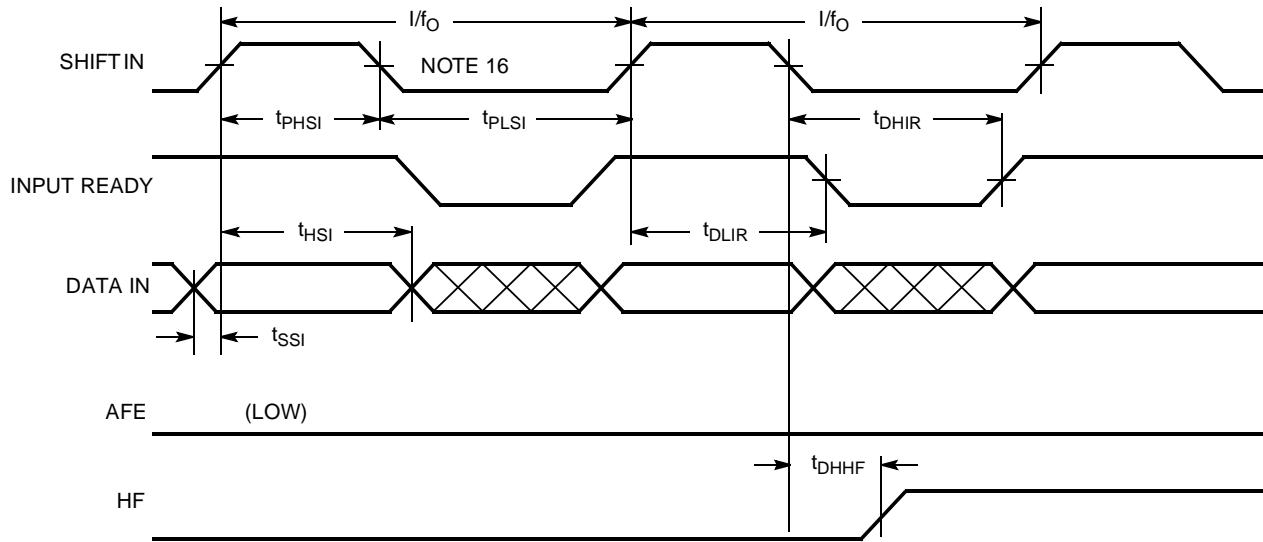 I/fO I/fO
SHIFT IN NOTE 16
tPHSI tPLSI tDHIR
INPUT READY
tHSI tDLIR
DATA IN
tSSI
AFE (LOW)
tDHHF
HF